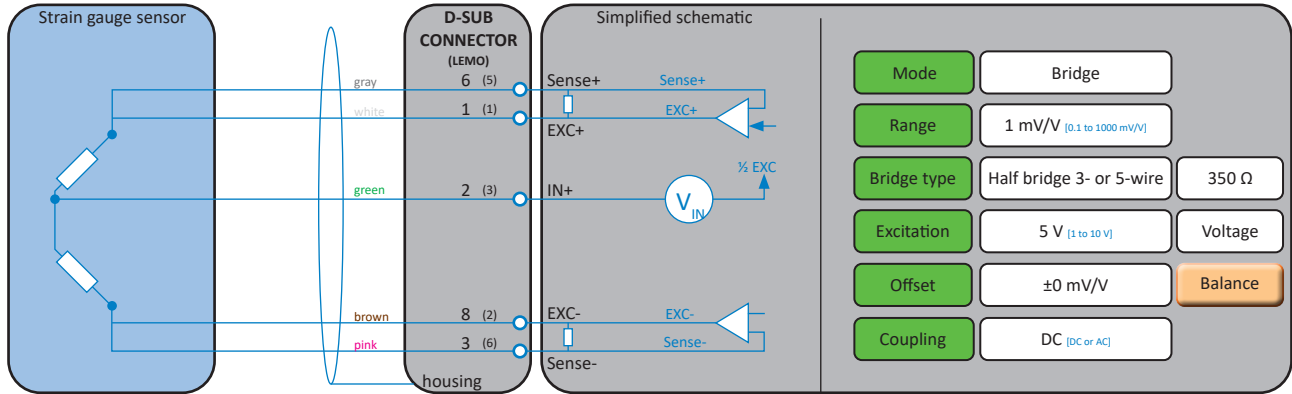 Strain gauge sensor
D-SUB
CONNECTOR
(LEMO)
Simplified schematic
gray
6 (5)
Sense+
Sense+
white
1 (1)
EXC+
EXC+
green
2 (3)
IN+
V IN
½ EXC
brown
8 (2)
EXC-
EXC-
pink
3 (6)
Sense-
Sense-
housing
Mode
Bridge
Range
1 mV/V [0.1 to 1000 mV/V]
Bridge type
Half bridge 3- or 5-wire
350 Ω
Excitation
5 V [1 to 10 V]
Voltage
Offset
±0 mV/V
Balance
Coupling
DC [DC or AC]